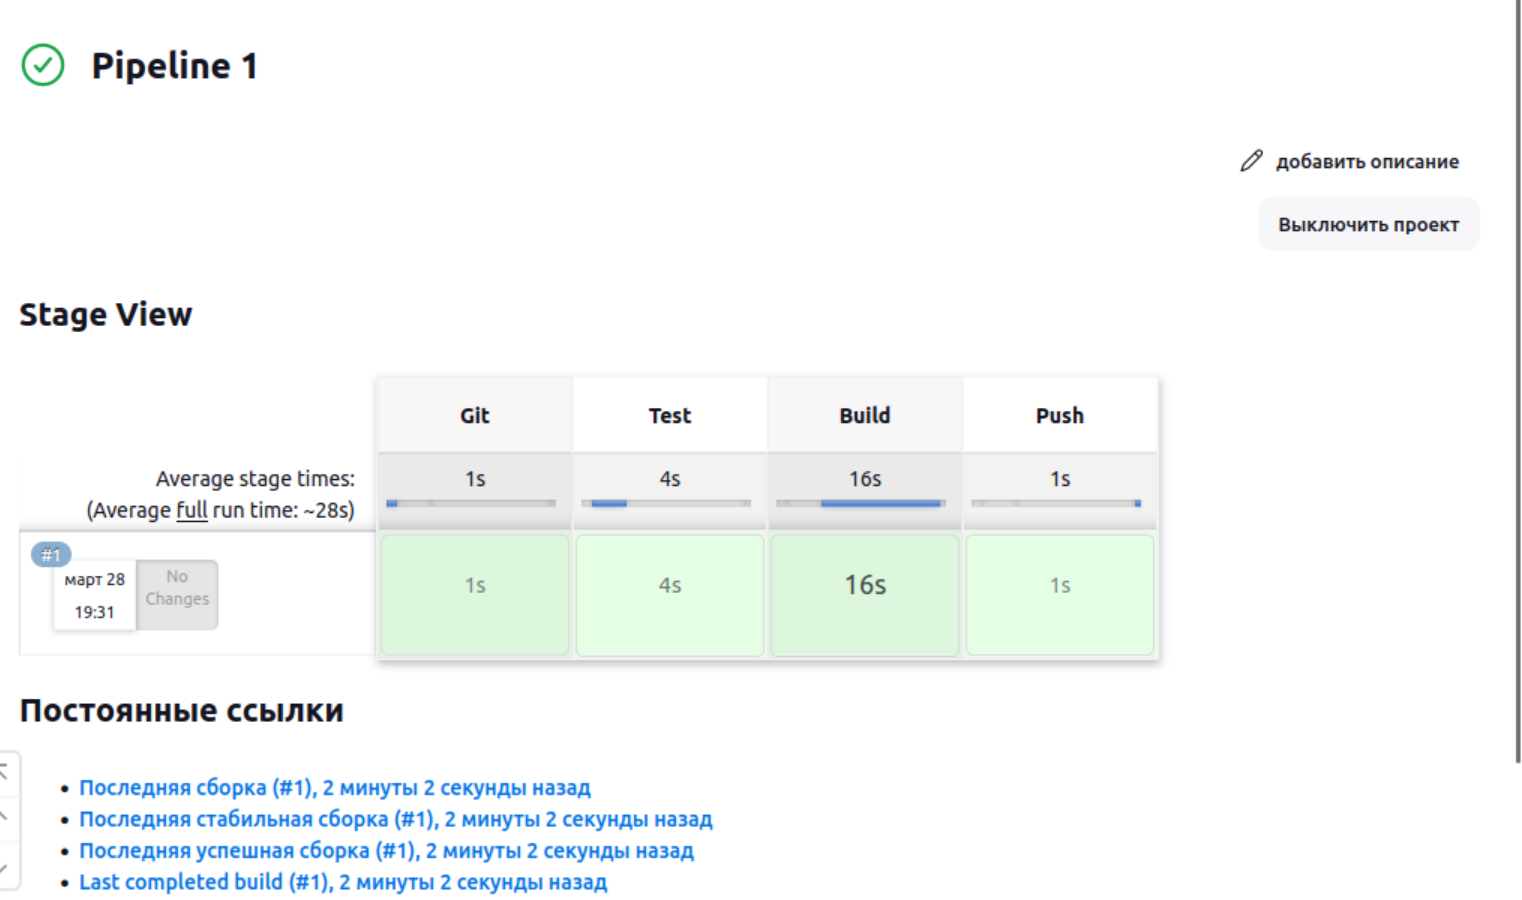 Pipeline 1
добавить описание
Выключить проект
Stage View
Git Test Build Push
Average stage times: 1s 4s 16s 1s
(Average full run time: ~28s)
#1
март 28 No
19:31 Changes
1s 4s 16s 1s
Постоянные ссылки
Последняя сборка (#1), 2 минуты 2 секунды назад
Последняя стабильная сборка (#1), 2 минуты 2 секунды назад
Последняя успешная сборка (#1), 2 минуты 2 секунды назад
Last completed build (#1), 2 минуты 2 секунды назад